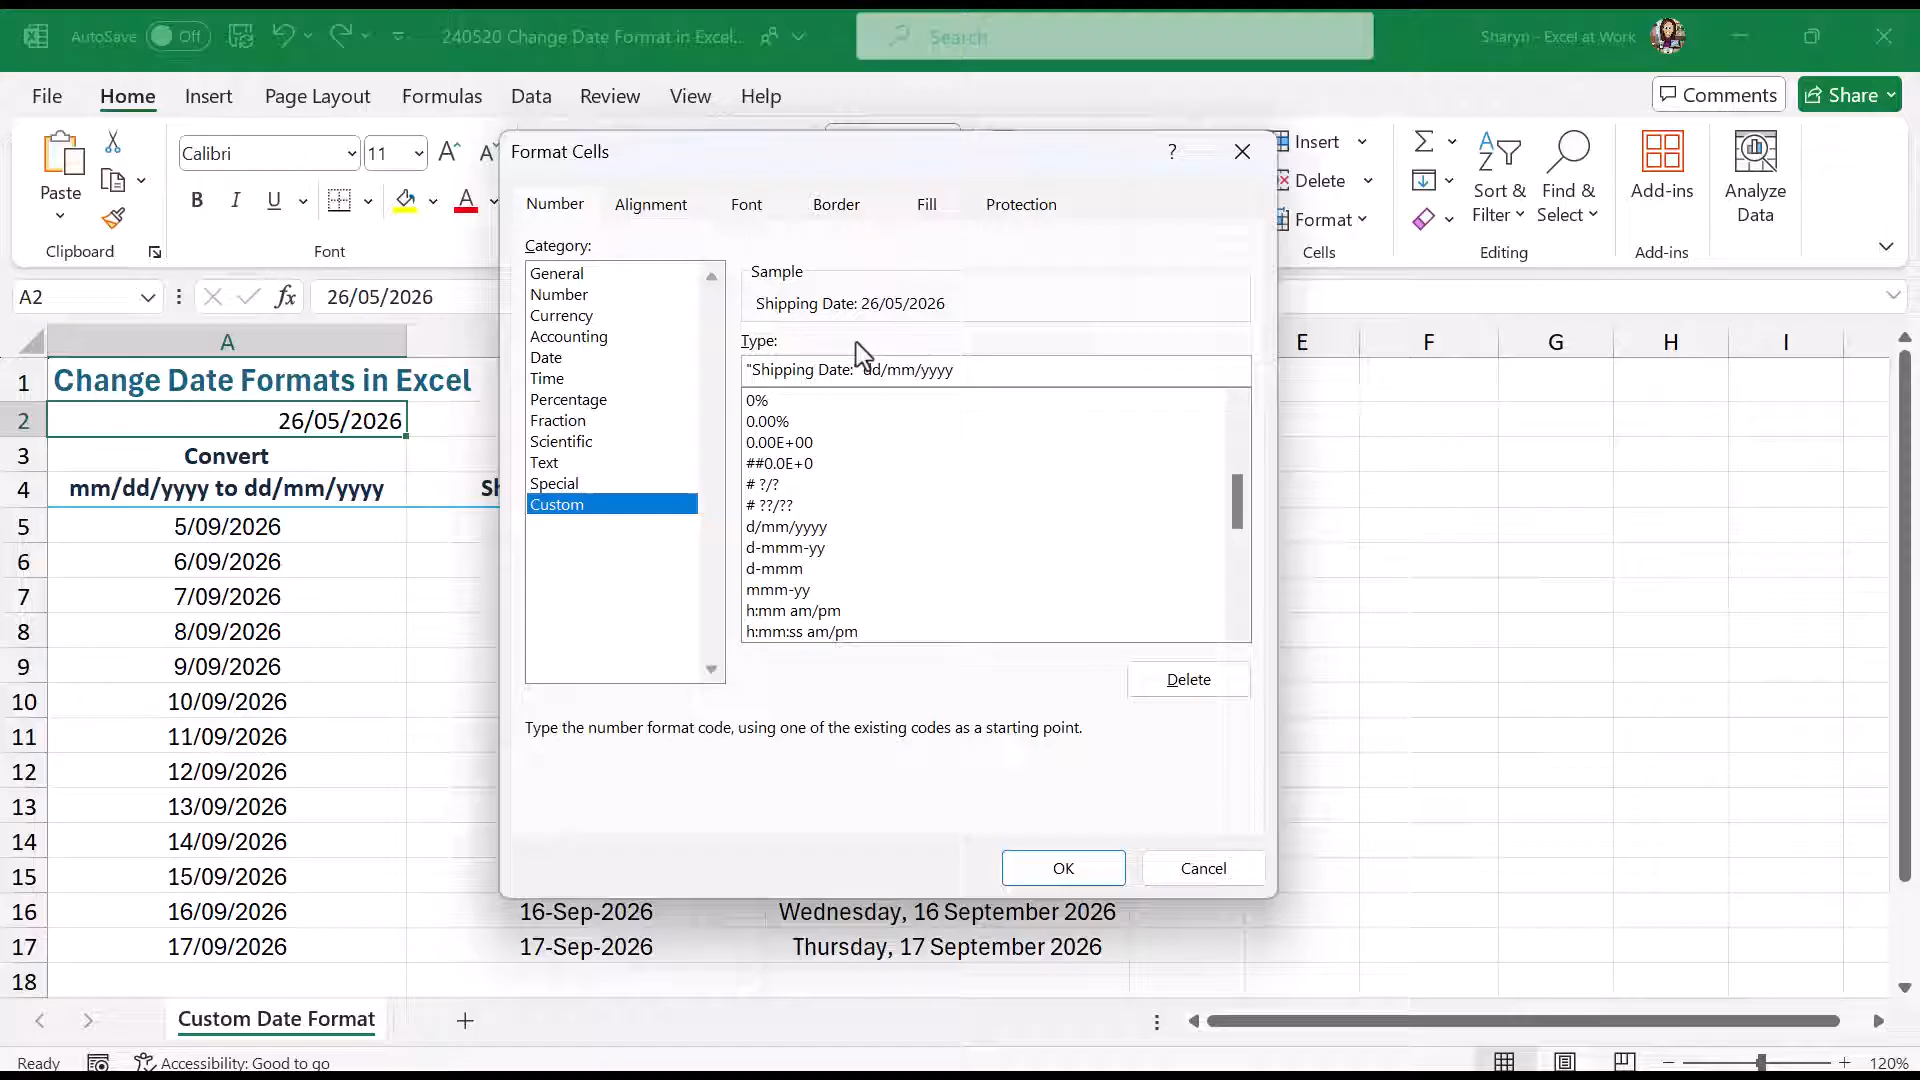 AutoSave Off 240520 Change Date Format in Excel... Search Sharyn - Excel at Work
File Home Insert Page Layout Formulas Data Review View Help Comments Share
Paste
Calibri 11
B I U
Clipboard Font
Insert
Delete
Format
Cells
Sort & Filter
Find & Select
Editing
Add-ins
Add-ins
Analyze Data
A2 fx 26/05/2026
Format Cells ?
Number Alignment Font Border Fill Protection
Category:
General
Number
Currency
Accounting
Date
Time
Percentage
Fraction
Scientific
Text
Special
Custom
Sample
Shipping Date: 26/05/2026
Type:
"Shipping Date: dd/mm/yyyy
0%
0.00%
0.00E+00
##0.0E+0
# ?/?
# ??/??
d/mm/yyyy
d-mmm-yy
d-mmm
mmm-yy
h:mm am/pm
h:mm:ss am/pm
Delete
Type the number format code, using one of the existing codes as a starting point.
OK Cancel
A E F G H I
1 Change Date Formats in Excel
2 26/05/2026
3 Convert
4 mm/dd/yyyy to dd/mm/yyyy
5 5/09/2026
6 6/09/2026
7 7/09/2026
8 8/09/2026
9 9/09/2026
10 10/09/2026
11 11/09/2026
12 12/09/2026
13 13/09/2026
14 14/09/2026
15 15/09/2026
16 16/09/2026 16-Sep-2026 Wednesday, 16 September 2026
17 17/09/2026 17-Sep-2026 Thursday, 17 September 2026
18
Custom Date Format
Ready Accessibility: Good to go 120%